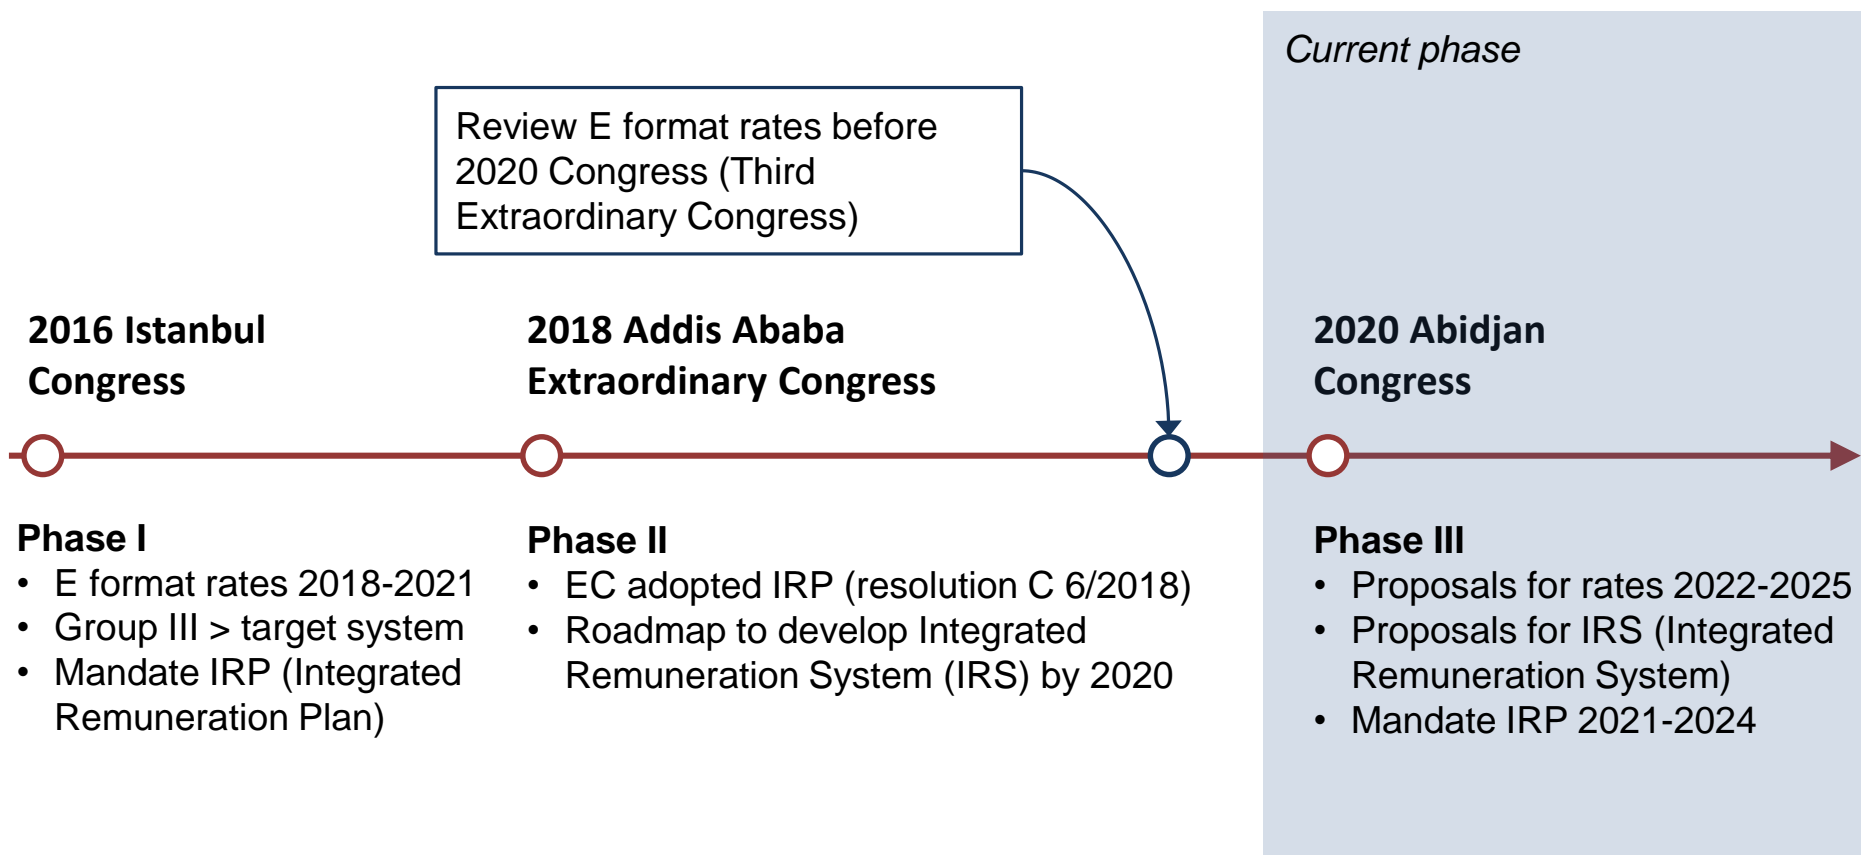 Current phase
Review E format rates before
2020 Congress (Third
Extraordinary Congress)
2016 Istanbul
Congress
2018 Addis Ababa
Extraordinary Congress
2020 Abidjan
Congress
Phase I
• E format rates 2018-2021
• Group III > target system
• Mandate IRP (Integrated
Remuneration Plan)
Phase II
• EC adopted IRP (resolution C 6/2018)
• Roadmap to develop Integrated
Remuneration System (IRS) by 2020
Phase III
• Proposals for rates 2022-2025
• Proposals for IRS (Integrated
Remuneration System)
• Mandate IRP 2021-2024